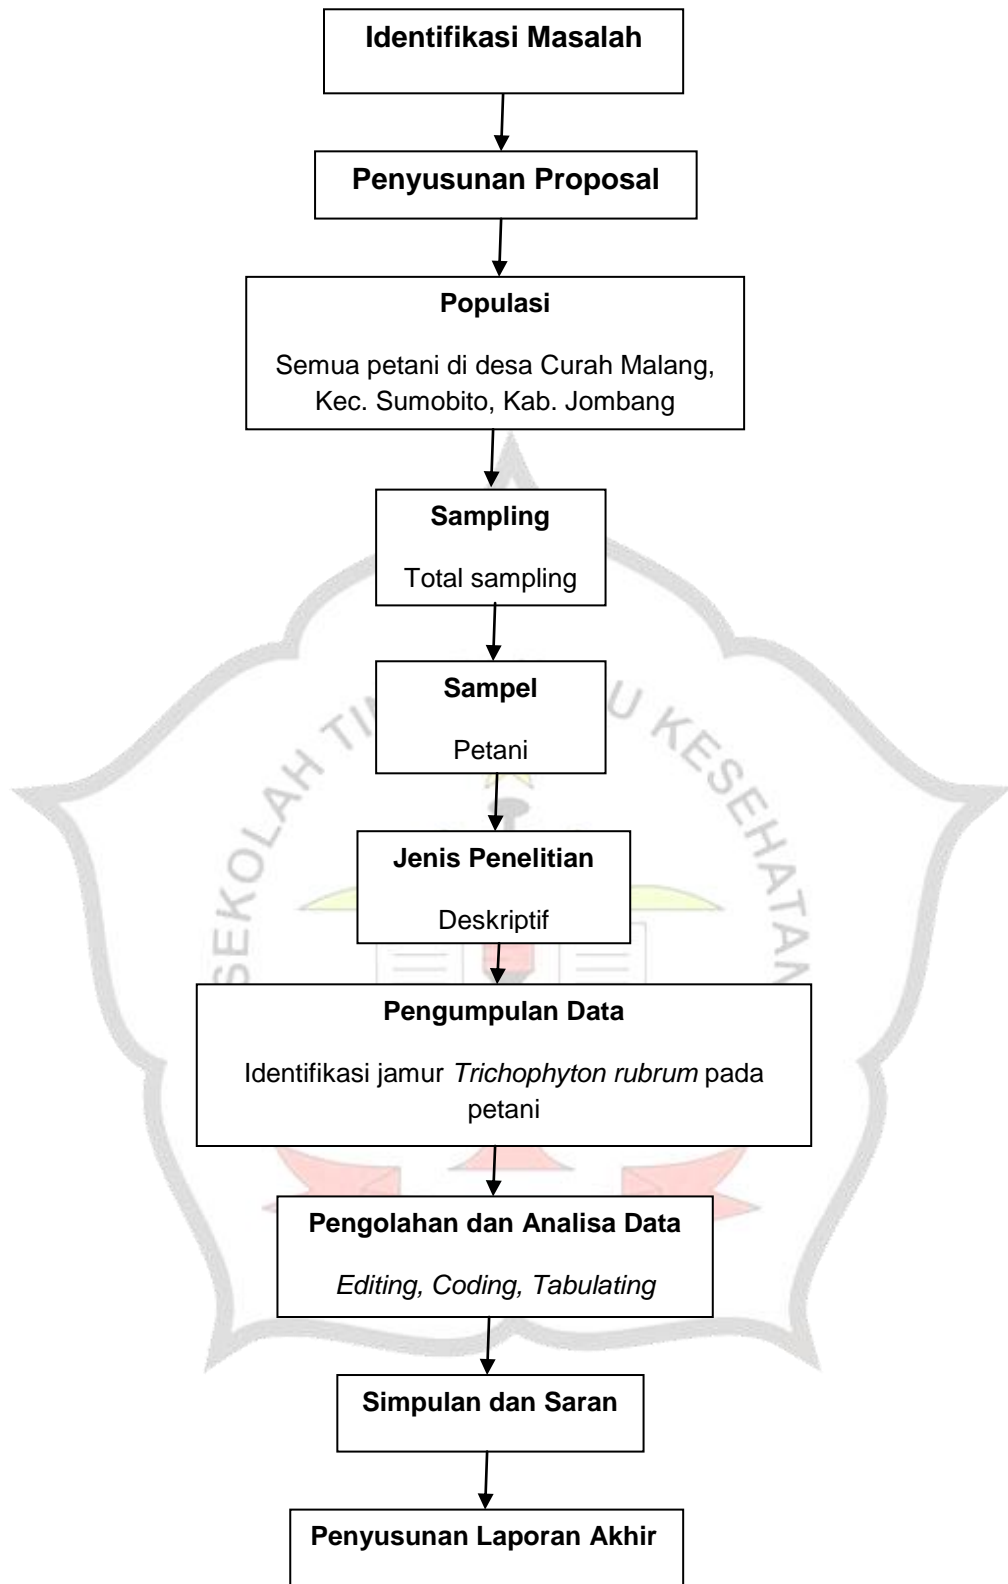 Identifikasi Masalah
Penyusunan Proposal
Populasi
Semua petani di desa Curah Malang,
Kec. Sumobito, Kab. Jombang
Sampling
Total sampling
Sampel
Petani
Jenis Penelitian
Deskriptif
Pengumpulan Data
Identifikasi jamur Trichophyton rubrum pada
petani
Pengolahan dan Analisa Data
Editing, Coding, Tabulating
Simpulan dan Saran
Penyusunan Laporan Akhir
SEKOLAH
KESEHATAN